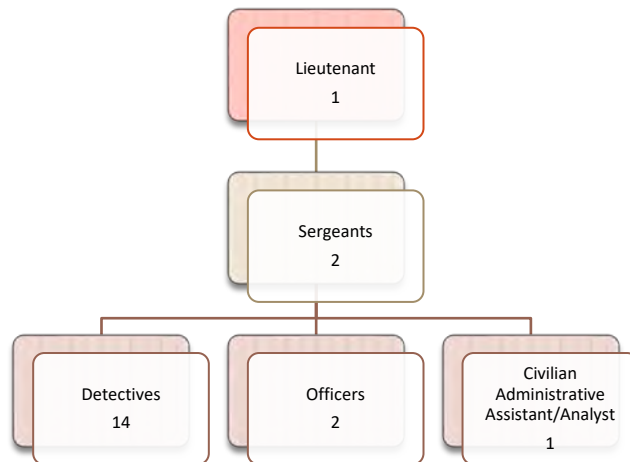 Lieutenant
1
Sergeants
2
Detectives
14
Officers
2
Civilian
Administrative
Assistant/Analyst
1